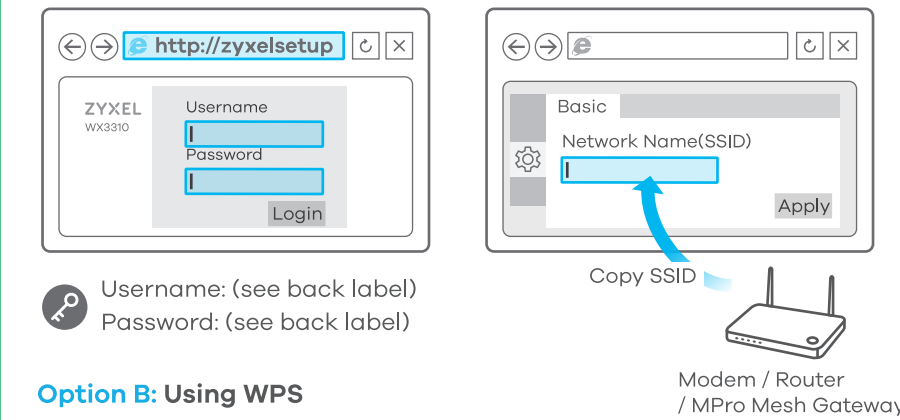 http://zyxelsetup
ZYXEL
WX3310
Username
Password
Login
Username: (see back label)
Password: (see back label)
Basic
Network Name(SSID)
Apply
Copy SSID
Modem / Router
/ MPro Mesh Gateway
Option B: Using WPS